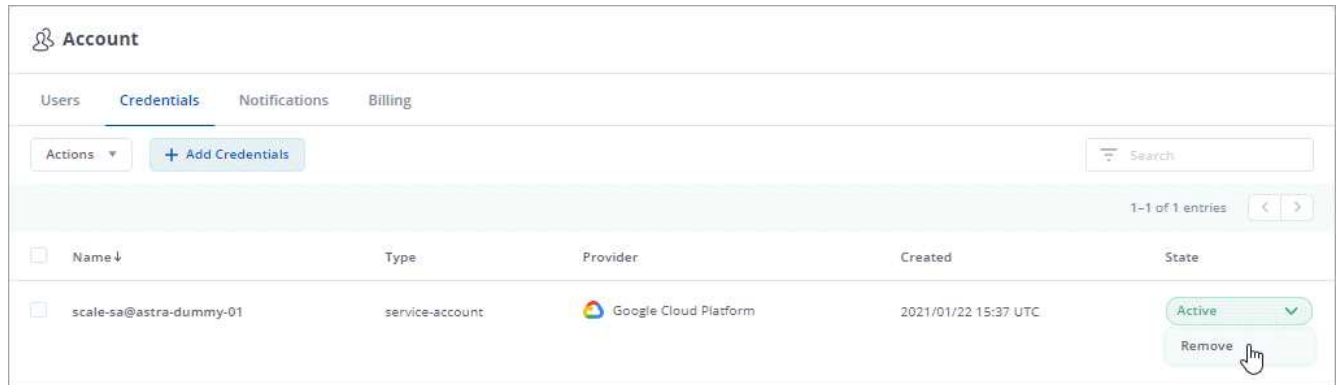 Account
Users Credentials Notifications Billing
Actions + Add Credentials Search
1–1 of 1 entries < >
Name↓ Type Provider Created State
scale-sa@astra-dummy-01 service-account Google Cloud Platform 2021/01/22 15:37 UTC Active
Remove